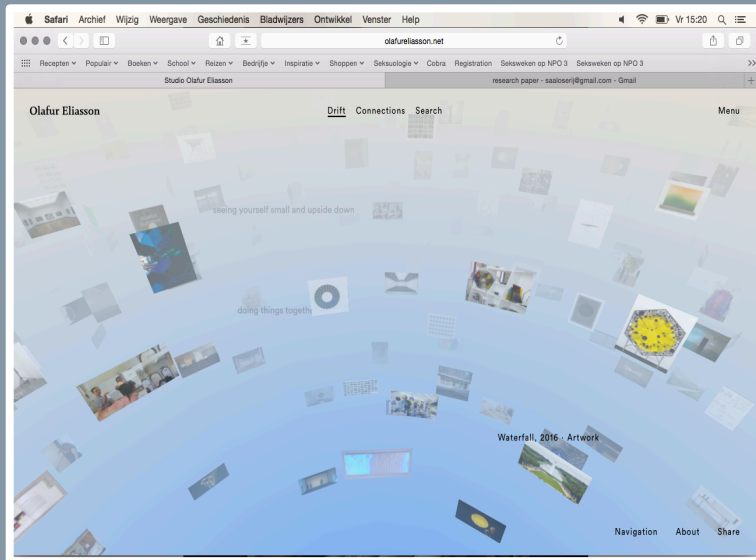 Safari Archief Wijzig Weergave Geschiedenis Bladwijzers Ontwikkel Venster Help Vr 15:20
olafureliasson.net
Recepten Populair Boeken School Reizen Bedrijfje Inspiratie Shoppen Seksuologie Cobra Registration Seksweken op NPO 3 Seksweken op NPO 3 >>
Studio Olafur Eliasson research paper - saaloserij@gmail.com - Gmail +
Olafur Eliasson Drift Connections Search Menu
seeing yourself small and upside down
doing things togethe
Waterfall, 2016 · Artwork
Navigation About Share